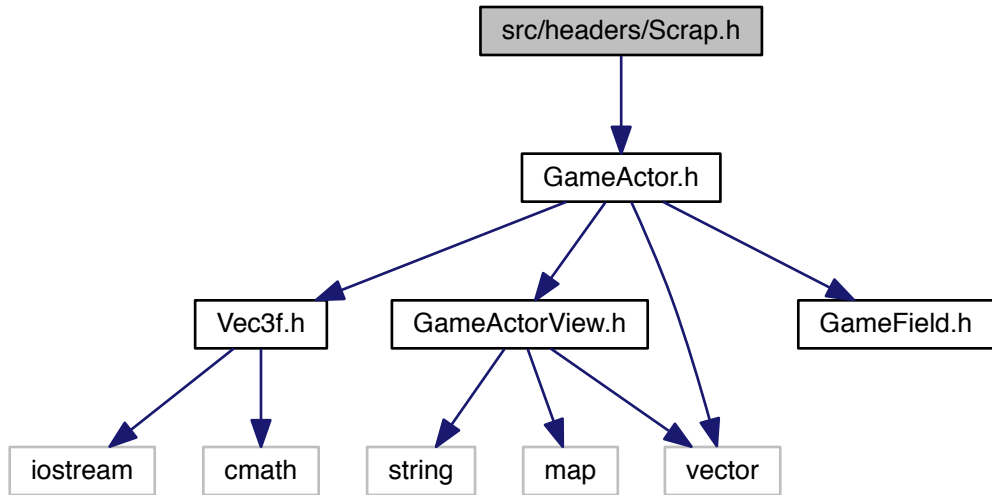 src/headers/Scrap.h
GameActor.h
Vec3f.h
GameActorView.h
GameField.h
iostream
cmath
string
map
vector